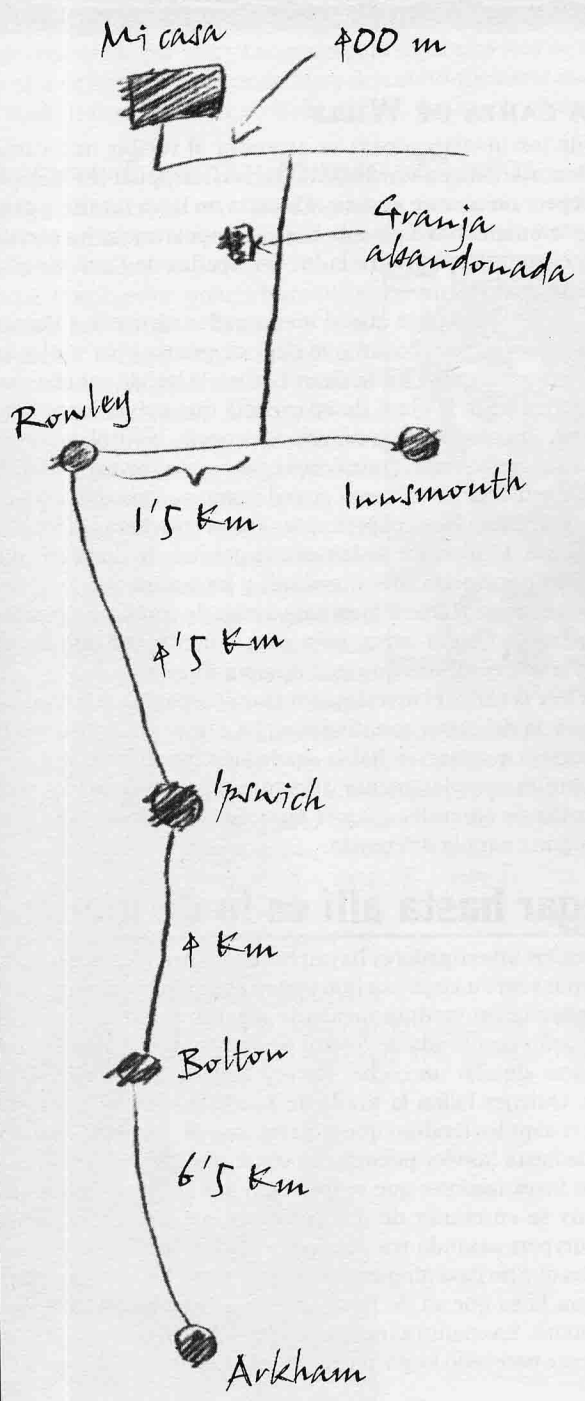 Mi casa
400 m
Granja
abandonada
Rowley
Innsmouth
1'5 Km
4'5 Km
Ipswich
4 Km
Bolton
6'5 Km
Arkham